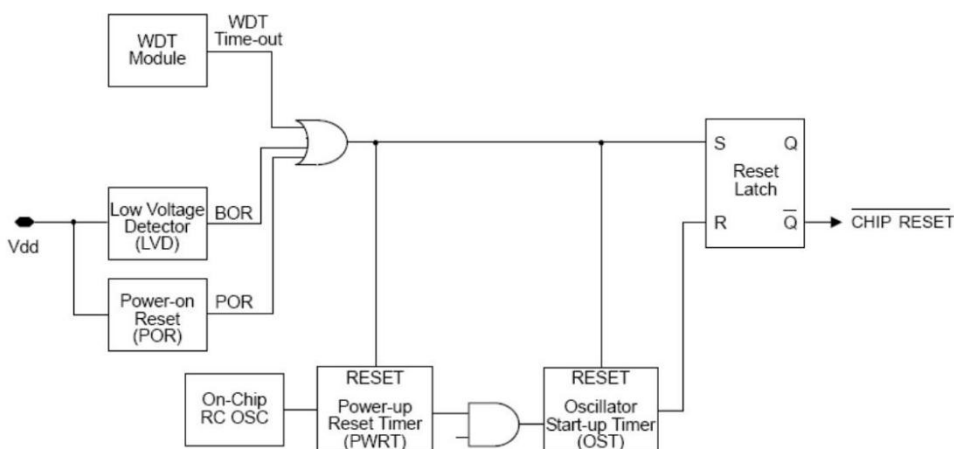 WDT
Module
WDT
Time-out
Low Voltage
Detector
(LVD)
BOR
Vdd
Power-on
Reset
(POR)
POR
S
Q
Reset
Latch
R
Q
CHIP RESET
On-Chip
RC OSC
RESET
Power-up
Reset Timer
(PWRT)
RESET
Oscillator
Start-up Timer
(OST)